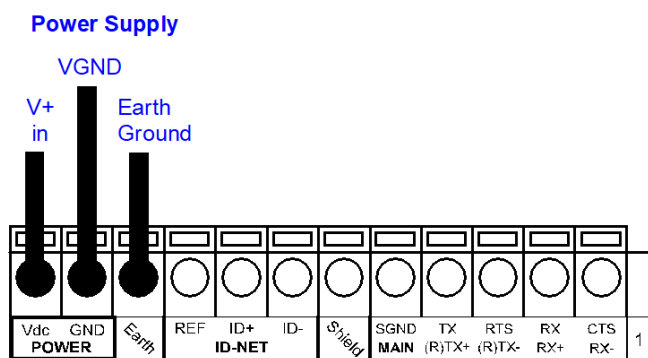 Power Supply
VGND
V+
in
Earth
Ground
Vdc GND Earth REF ID+ ID- Shield SGND TX RTS RX CTS
POWER ID-NET MAIN (R)TX+ (R)TX- RX+ RX- 1